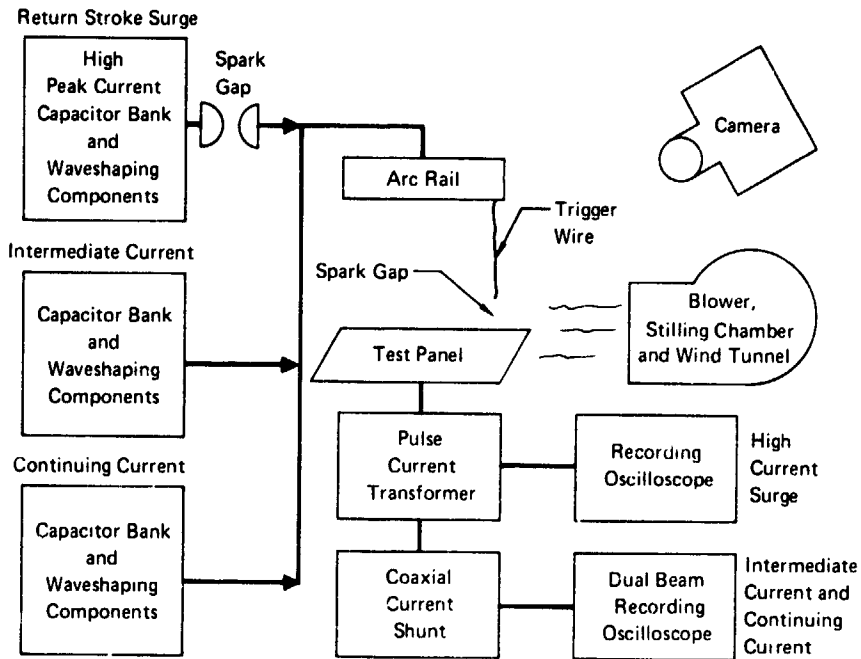 Return Stroke Surge
High
Peak Current
Capacitor Bank
and
Waveshaping
Components
Spark
Gap
Camera
Arc Rail
Trigger
Wire
Intermediate Current
Capacitor Bank
and
Waveshaping
Components
Spark Gap
Blower,
Stilling Chamber
and Wind Tunnel
Test Panel
Continuing Current
Capacitor Bank
and
Waveshaping
Components
Pulse
Current
Transformer
Recording
Oscilloscope
High
Current
Surge
Coaxial
Current
Shunt
Dual Beam
Recording
Oscilloscope
Intermediate
Current and
Continuing
Current